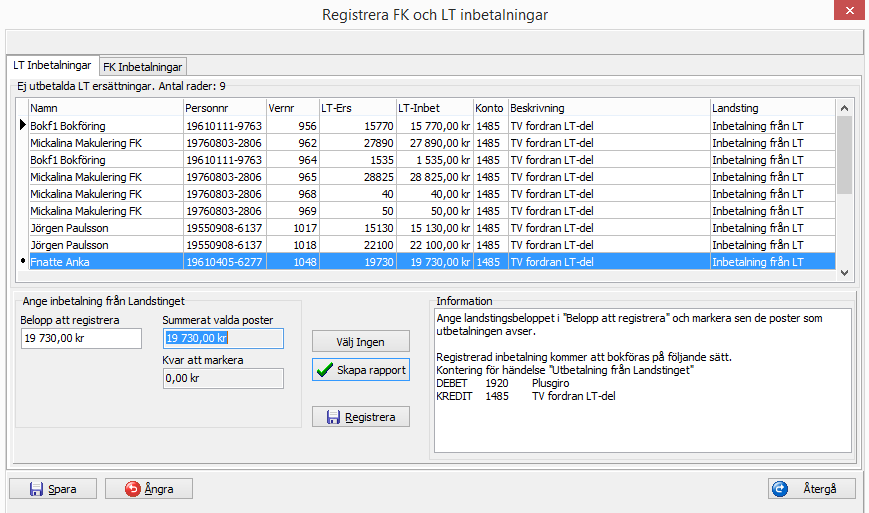 Registrera FK och LT inbetalningar
LT Inbetalningar FK Inbetalningar
Ej utbetalda LT ersättningar. Antal rader: 9
Namn Personnr Vernr LT-Ers LT-Inbet Konto Beskrivning Landsting
Bokf1 Bokföring 19610111-9763 956 15770 15 770,00 kr 1485 TV fordran LT-del Inbetalning från LT
Mickalina Makulering FK 19760803-2806 962 27890 27 890,00 kr 1485 TV fordran LT-del Inbetalning från LT
Bokf1 Bokföring 19610111-9763 964 1535 1 535,00 kr 1485 TV fordran LT-del Inbetalning från LT
Mickalina Makulering FK 19760803-2806 965 28825 28 825,00 kr 1485 TV fordran LT-del Inbetalning från LT
Mickalina Makulering FK 19760803-2806 968 40 40,00 kr 1485 TV fordran LT-del Inbetalning från LT
Mickalina Makulering FK 19760803-2806 969 50 50,00 kr 1485 TV fordran LT-del Inbetalning från LT
Jörgen Paulsson 19550908-6137 1017 15130 15 130,00 kr 1485 TV fordran LT-del Inbetalning från LT
Jörgen Paulsson 19550908-6137 1018 22100 22 100,00 kr 1485 TV fordran LT-del Inbetalning från LT
Fnatte Anka 19610405-6277 1048 19730 19 730,00 kr 1485 TV fordran LT-del Inbetalning från LT
Ange inbetalning från Landstinget
Belopp att registrera Summerat valda poster
19 730,00 kr 19 730,00 kr
Kvar att markera
0,00 kr
Välj Ingen
Skapa rapport
Registrera
Information
Ange landstingsbeloppet i "Belopp att registrera" och markera sen de poster som
utbetalningen avser.
Registrerad inbetalning kommer att bokföras på följande sätt.
Kontering för händelse "Utbetalning från Landstinget"
DEBET 1920 Plusgiro
KREDIT 1485 TV fordran LT-del
Spara Ångra Återgå